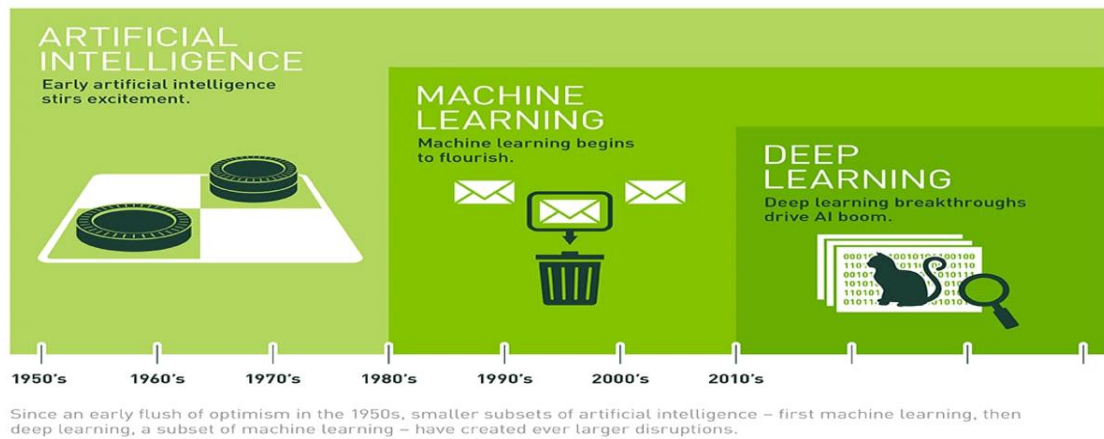 ARTIFICIAL
INTELLIGENCE
Early artificial intelligence
stirs excitement.
MACHINE
LEARNING
Machine learning begins
to flourish.
DEEP
LEARNING
Deep learning breakthroughs
drive AI boom.
1950's 1960's 1970's 1980's 1990's 2000's 2010's
Since an early flush of optimism in the 1950s, smaller subsets of artificial intelligence – first machine learning, then
deep learning, a subset of machine learning – have created ever larger disruptions.